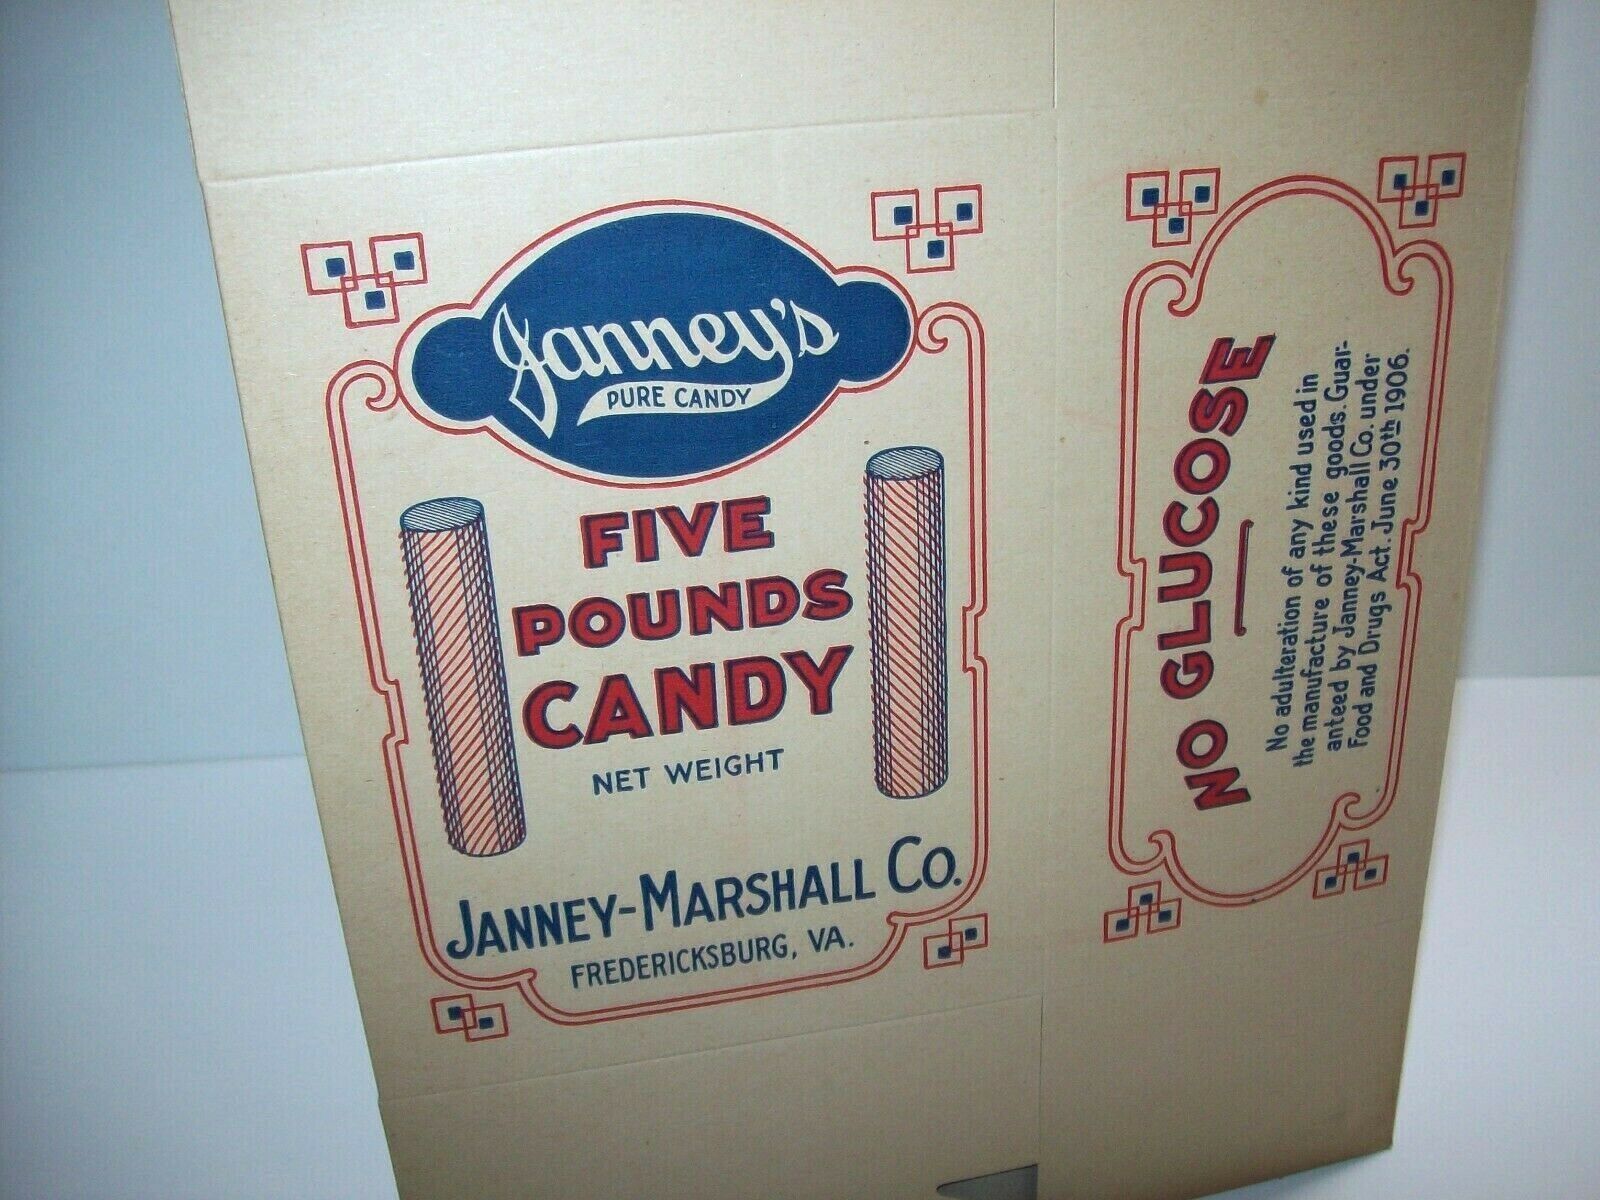 Janney's
PURE CANDY
FIVE
POUNDS
CANDY
NET WEIGHT
JANNEY-MARSHALL CO.
FREDERICKSBURG, VA.
NO GLUCOSE
No adulteration of any kind used in
the manufacture of these goods. Guar-
anteed by Janney-Marshall Co. under
Food and Drugs Act. June 30th 1906.